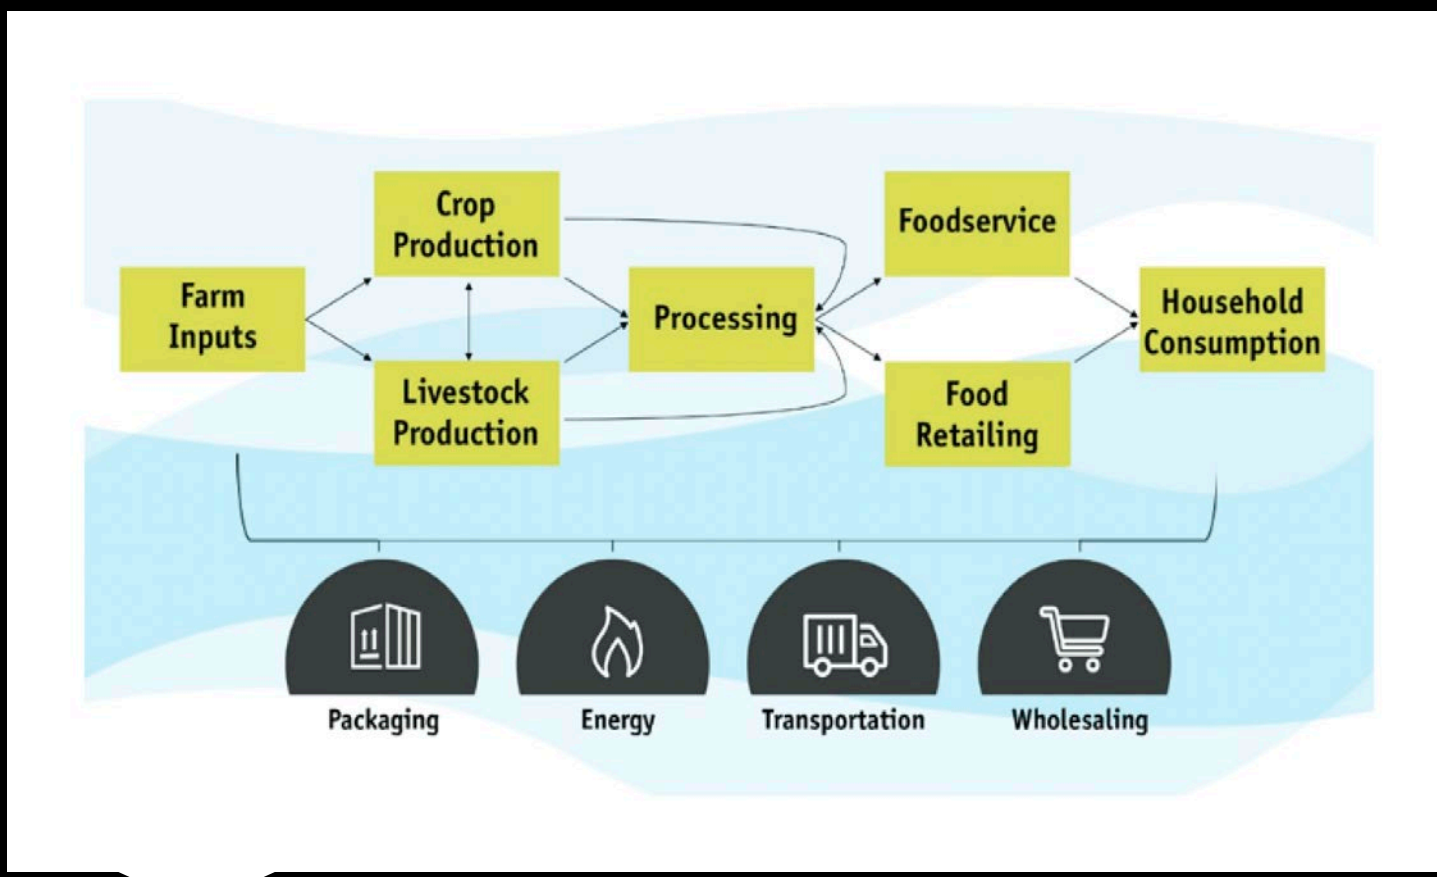 Farm
Inputs
Crop
Production
Livestock
Production
Processing
Foodservice
Food
Retailing
Household
Consumption
Packaging
Energy
Transportation
Wholesaling